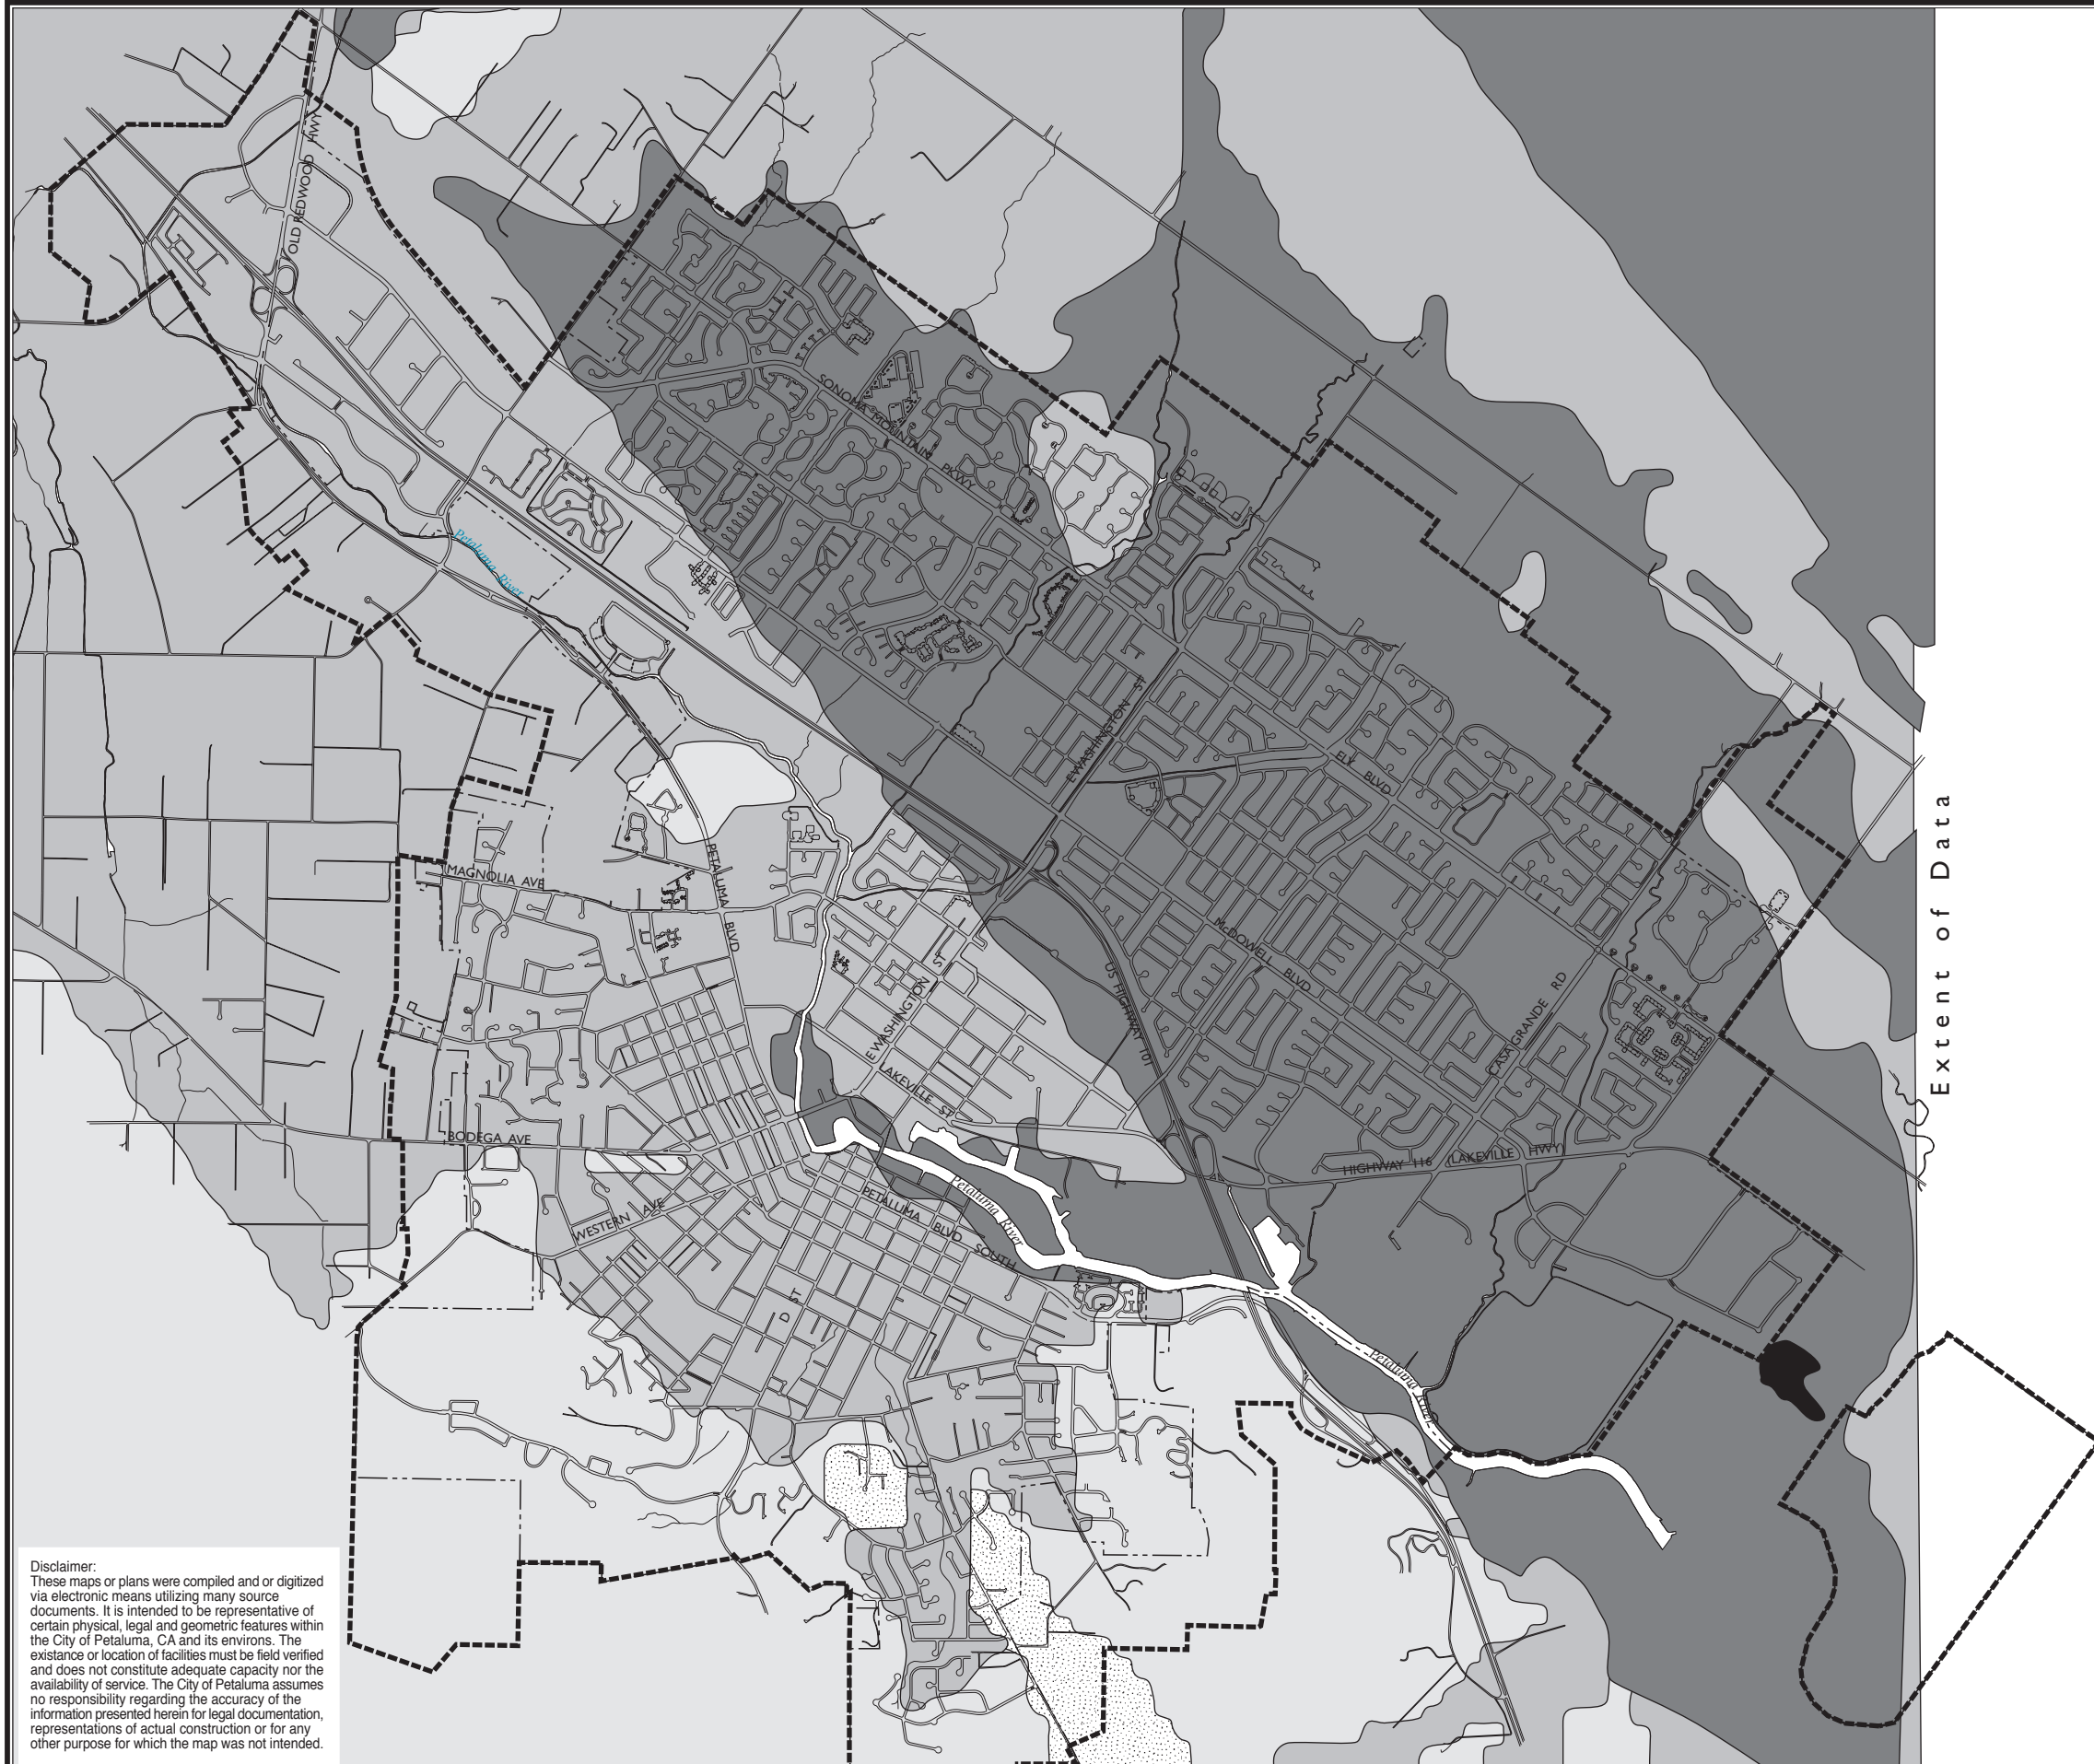 OLD REDWOOD HWY
SONOMA MOUNTAIN PKWY
Petaluma River
E WASHINGTON ST
ELY BLVD
Extent of Data
PETALUMA BLVD
MAGNOLIA AVE
McDOWELL BLVD
US HIGHWAY 101
E WASHINGTON ST
CASA GRANDE RD
LAKEVILLE ST
BODEGA AVE
HIGHWAY 116 (LAKEVILLE HWY)
WESTERN AVE
PETALUMA BLVD SOUTH
Petaluma River
D ST
Petaluma River
Disclaimer:
These maps or plans were compiled and or digitized
via electronic means utilizing many source
documents. It is intended to be representative of
certain physical, legal and geometric features within
the City of Petaluma, CA and its environs. The
existance or location of facilities must be field verified
and does not constitute adequate capacity nor the
availability of service. The City of Petaluma assumes
no responsibility regarding the accuracy of the
information presented herein for legal documentation,
representations of actual construction or for any
other purpose for which the map was not intended.